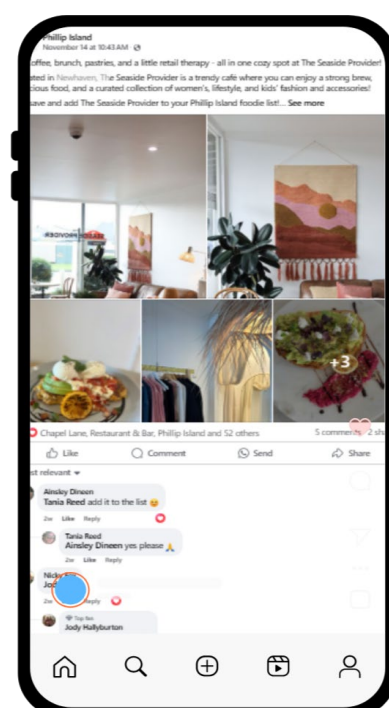 Phillip Island
November 14 at 10:43 AM
offee, brunch, pastries, and a little retail therapy - all in one cozy spot at The Seaside Provider!
ated in Newhaven, The Seaside Provider is a trendy café where you can enjoy a strong brew,
cious food, and a curated collection of women's, lifestyle, and kids' fashion and accessories!
save and add The Seaside Provider to your Phillip Island foodie list!... See more
+3
Chapel Lane, Restaurant & Bar, Phillip Island and 52 others 5 comments 2 sh
Like Comment Send Share
st relevant
Ainsley Dineen
Tania Reed add it to the list 😊
2w Like Reply
Tania Reed
Ainsley Dineen yes please 🙏
2w Like Reply
2w Reply
Top fan
Jody Hallyburton